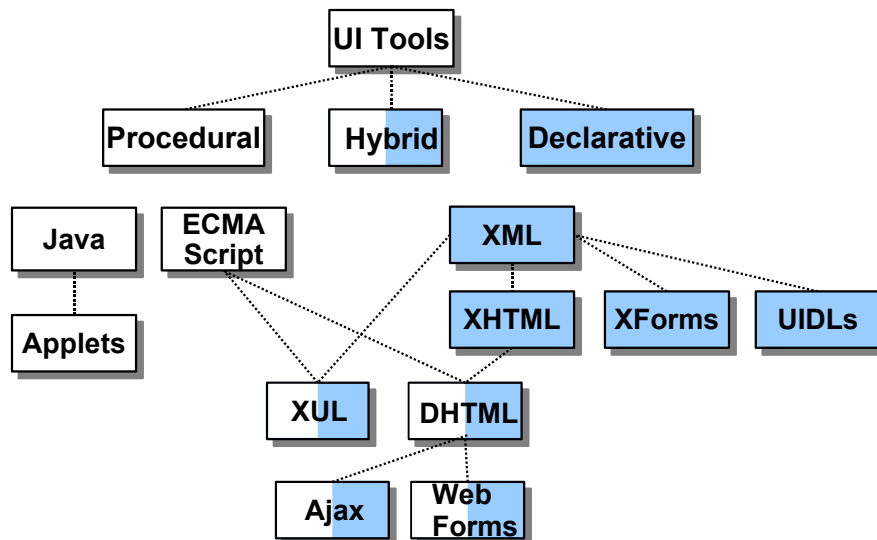 UI Tools
Procedural
Hybrid
Declarative
Java
ECMA
Script
XML
Applets
XHTML
XForms
UIDLs
XUL
DHTML
Ajax
Web
Forms